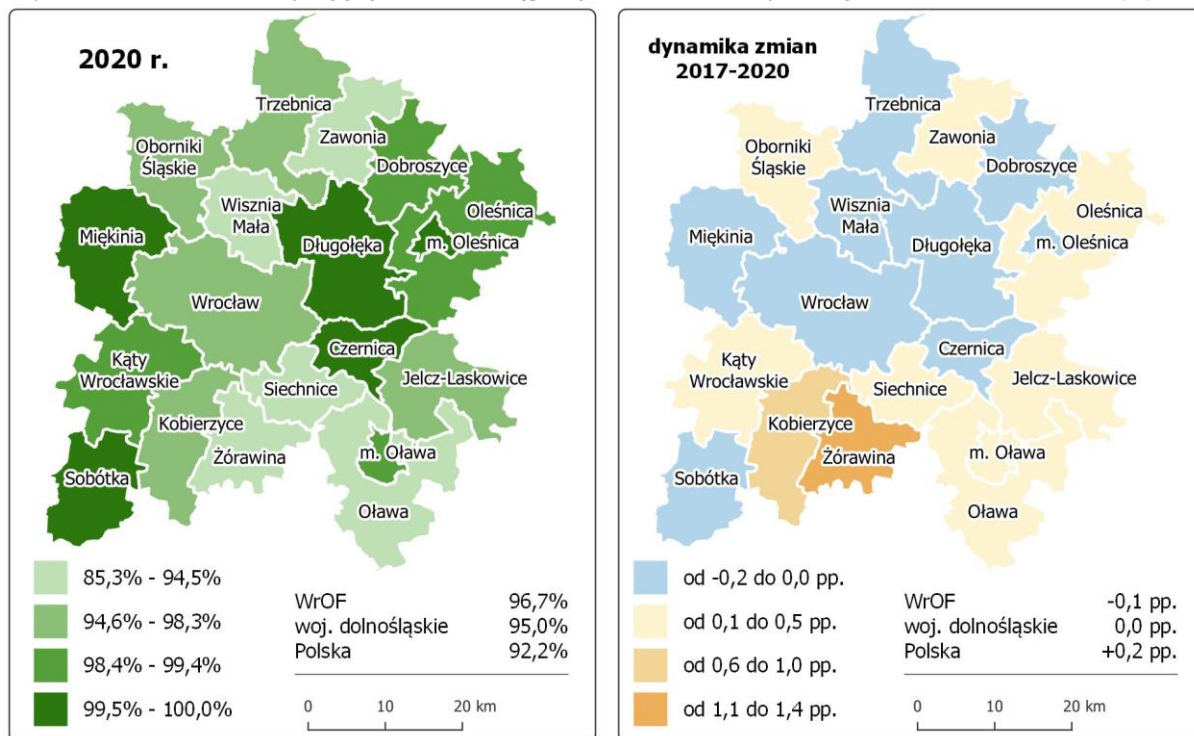 2020 r.
Trzebnica
Zawonia
Oborniki
Śląskie
Dobroszyce
Wisznia
Mała
Oleśnica
Miękinia
Długołęka
m. Oleśnica
Wrocław
Czernica
Kąty
Wrocławskie
Siechnice
Jelcz-Laskowice
Kobierzyce
Żórawina
m. Oława
Sobótka
Oława
85,3% - 94,5%
94,6% - 98,3%
98,4% - 99,4%
99,5% - 100,0%
WrOF 96,7%
woj. dolnośląskie 95,0%
Polska 92,2%
0 10 20 km
dynamika zmian
2017-2020
Trzebnica
Zawonia
Oborniki
Śląskie
Dobroszyce
Wisznia
Mała
Oleśnica
Miękinia
Długołęka
m. Oleśnica
Wrocław
Czernica
Kąty
Wrocławskie
Siechnice
Jelcz-Laskowice
Kobierzyce
Żórawina
m. Oława
Sobótka
Oława
od -0,2 do 0,0 pp.
od 0,1 do 0,5 pp.
od 0,6 do 1,0 pp.
od 1,1 do 1,4 pp.
WrOF -0,1 pp.
woj. dolnośląskie 0,0 pp.
Polska +0,2 pp.
0 10 20 km